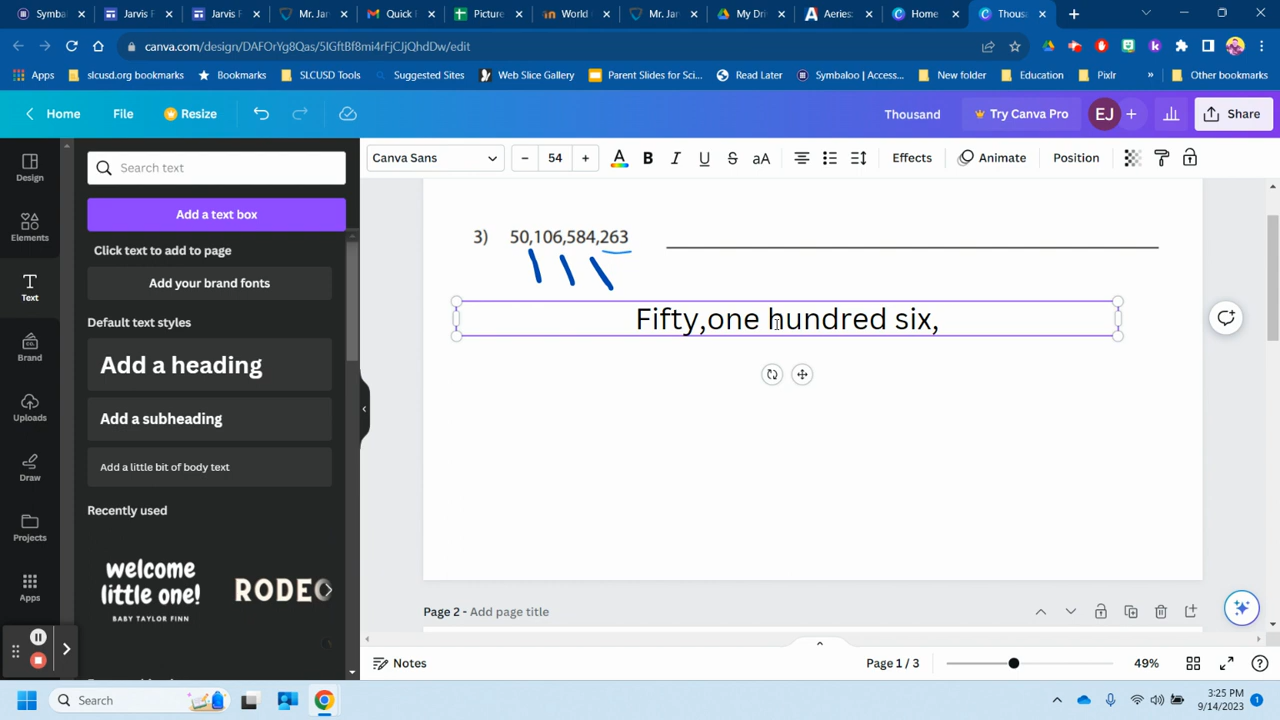 Symbal
Jarvis F
Jarvis F
Mr. Jar
Quick I
Picture
World
Mr. Jar
My Driv
Aeries:
Home
Thous
canva.com/design/DAFOrYg8Qas/5lGftBf8mi4rFjCJjQhdDw/edit
Apps
slcusd.org bookmarks
Bookmarks
SLCUSD Tools
Suggested Sites
Web Slice Gallery
Parent Slides for Sci...
Read Later
Symbaloo | Access...
New folder
Education
Pixlr
»
Other bookmarks
Home
File
Resize
Thousand
Try Canva Pro
EJ
Share
Design
Elements
Text
Brand
Uploads
Draw
Projects
Apps
Search text
Add a text box
Click text to add to page
Add your brand fonts
Default text styles
Add a heading
Add a subheading
Add a little bit of body text
Recently used
welcome
little one!
BABY TAYLOR FINN
RODEO
Canva Sans
54
A B I U S aA
Effects
Animate
Position
3) 50,106,584,263
Fifty,one hundred six,
Page 2 - Add page title
Notes
Page 1 / 3
49%
Search
3:25 PM
9/14/2023
1